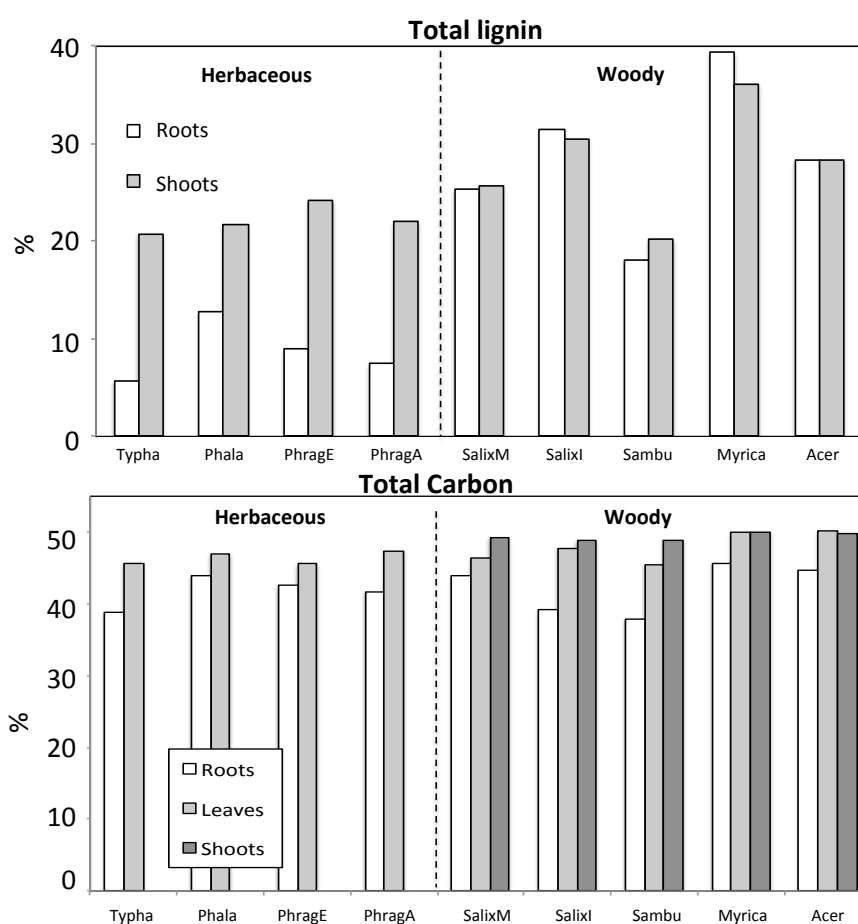 Total lignin
40
30
20
10
0
%
Herbaceous
Woody
Roots
Shoots
Typha Phala PhragE PhragA SalixM SalixI Sambu Myrica Acer
Total Carbon
50
40
30
20
10
0
%
Herbaceous
Woody
Roots
Leaves
Shoots
Typha Phala PhragE PhragA SalixM SalixI Sambu Myrica Acer